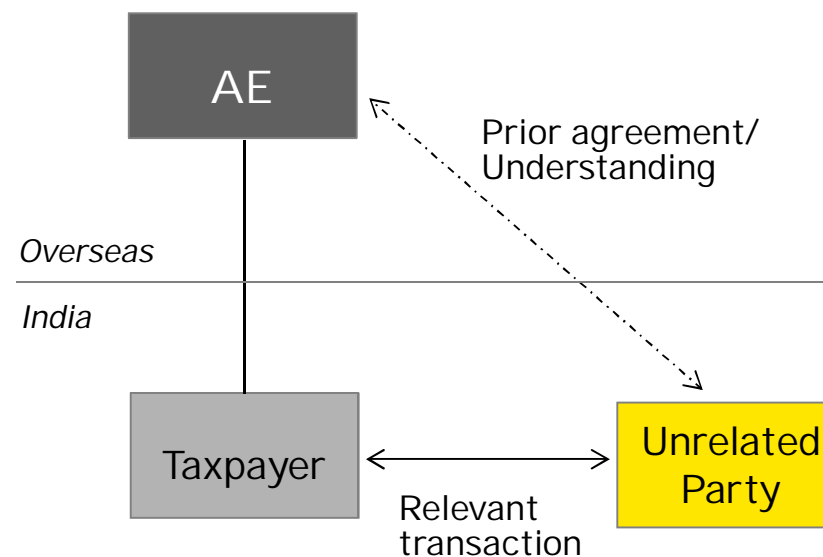 AE
Prior agreement/
Understanding
Overseas
India
Taxpayer
Unrelated
Party
Relevant
transaction